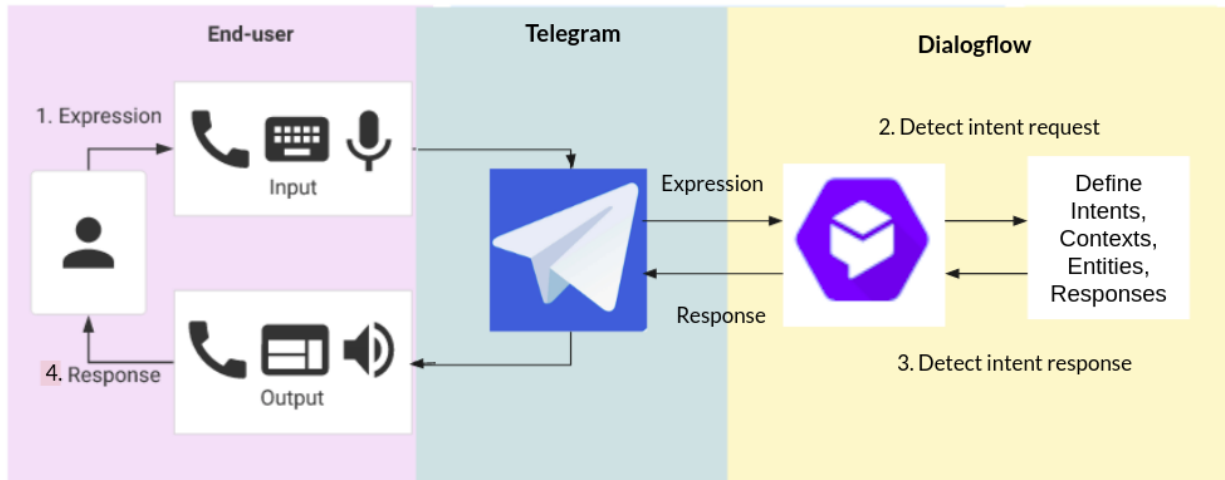 End-user
Telegram
Dialogflow
1. Expression
2. Detect intent request
Input
Expression
Define
Intents,
Contexts,
Entities,
Responses
Response
3. Detect intent response
4. Response
Output